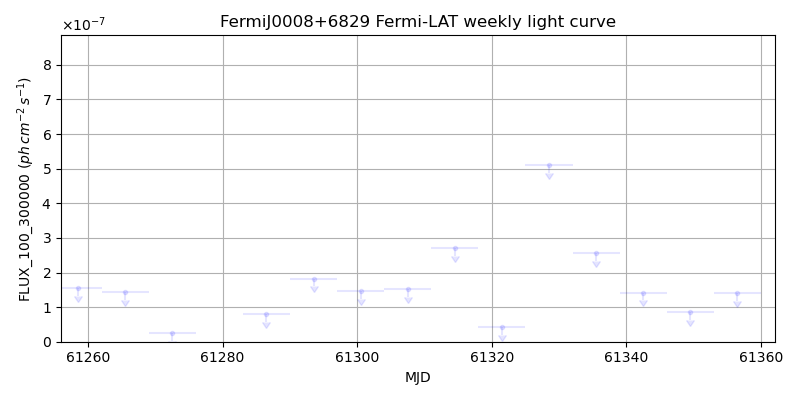 FermiJ0008+6829 Fermi-LAT weekly light curve
×10⁻⁷
FLUX_100_300000 (ph cm⁻² s⁻¹)
8
7
6
5
4
3
2
1
0
61260 61280 61300 61320 61340 61360
MJD